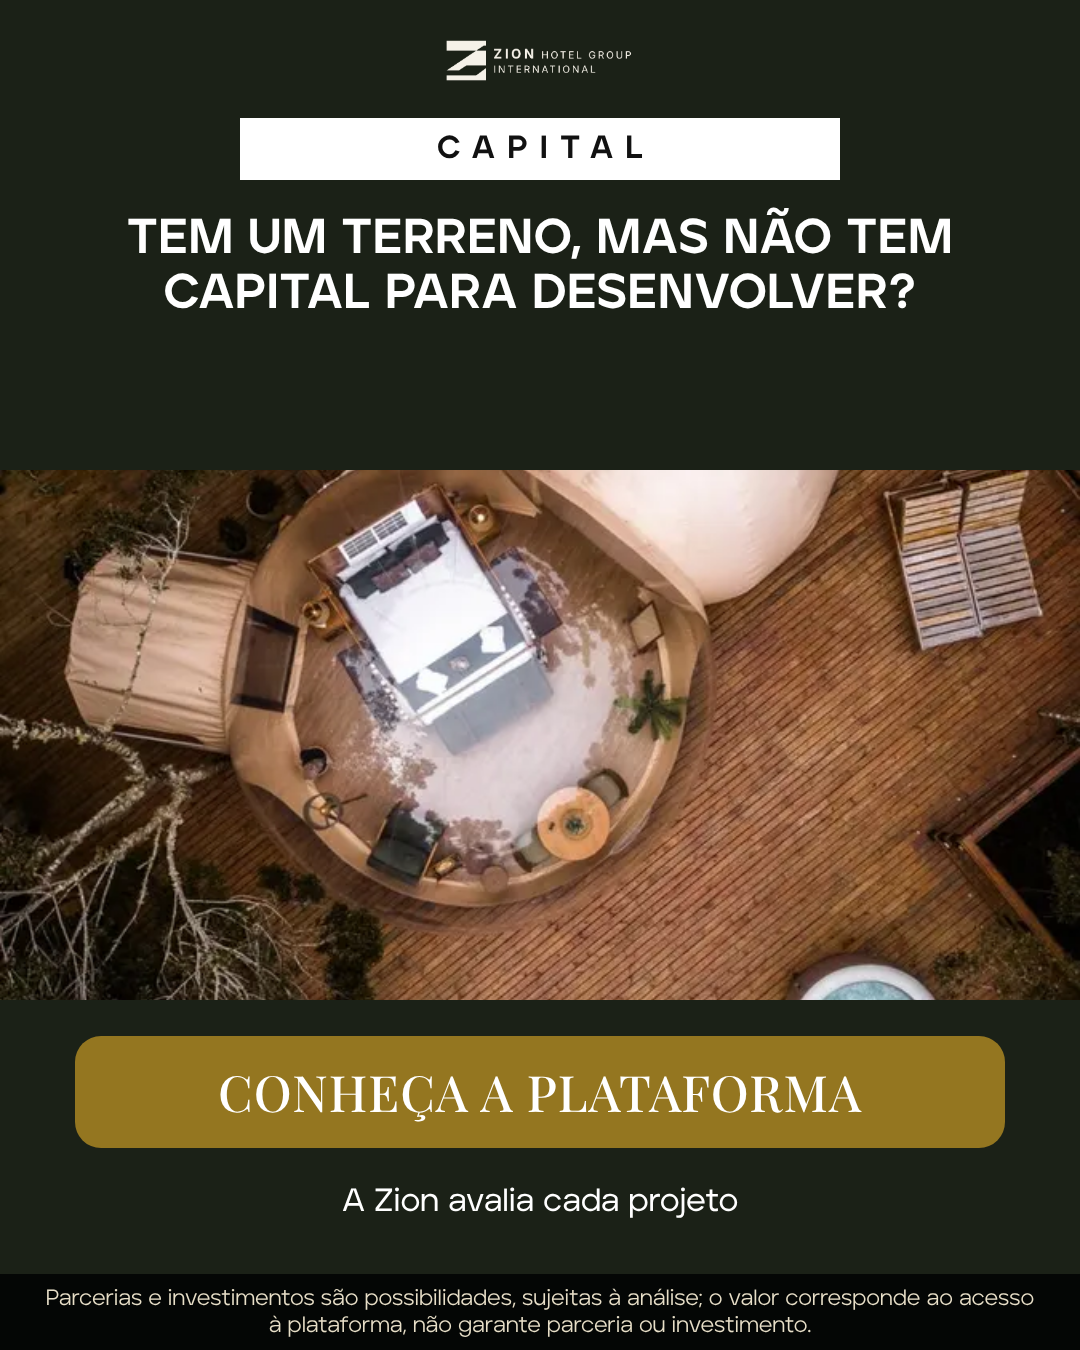 ZION HOTEL GROUP
INTERNATIONAL
CAPITAL
TEM UM TERRENO, MAS NÃO TEM
CAPITAL PARA DESENVOLVER?
CONHEÇA A PLATAFORMA
A Zion avalia cada projeto
Parcerias e investimentos são possibilidades, sujeitas à análise; o valor corresponde ao acesso
à plataforma, não garante parceria ou investimento.